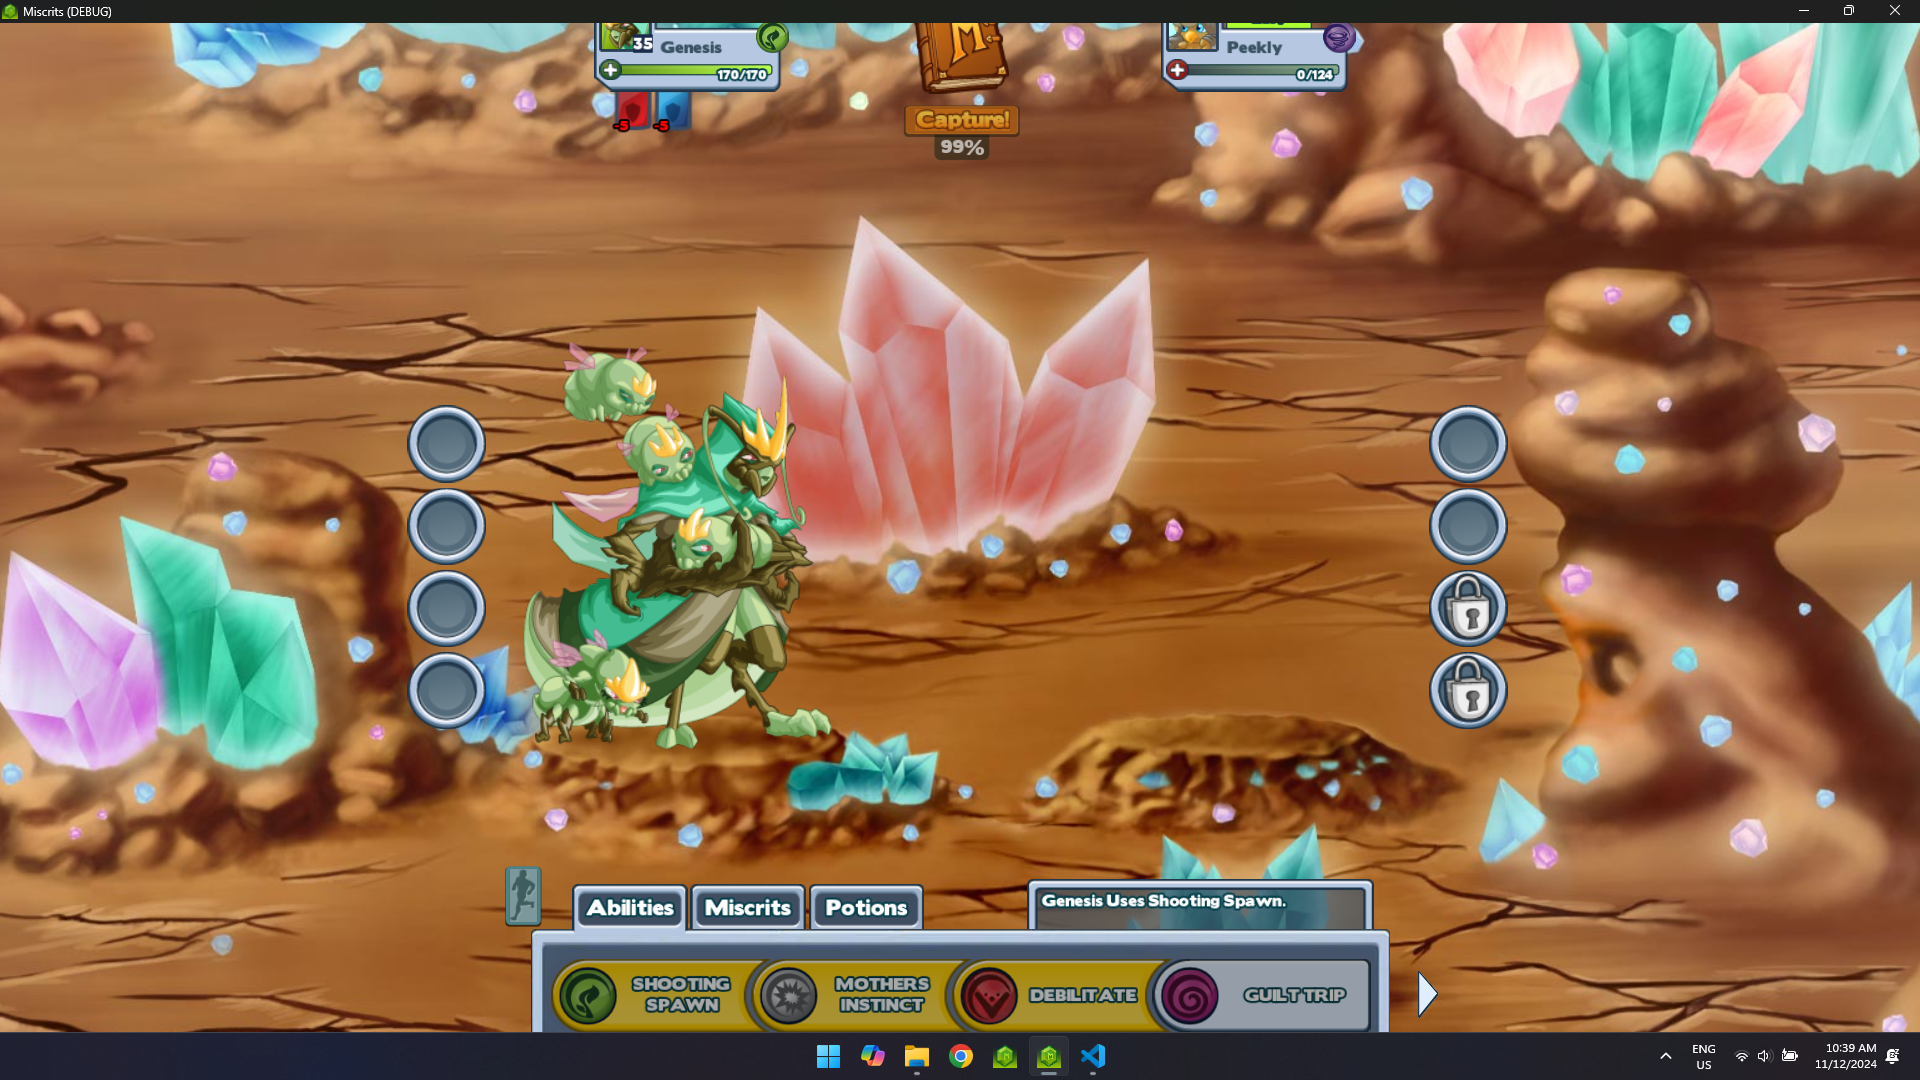 Miscrits (DEBUG)
35
Genesis
170/170
-5
-5
M
Capture!
99%
Peekly
0/124
Abilities
Miscrits
Potions
Genesis Uses Shooting Spawn.
SHOOTING
SPAWN
MOTHERS
INSTINCT
DEBILITATE
GUILT TRIP
ENG
US
10:39 AM
11/12/2024